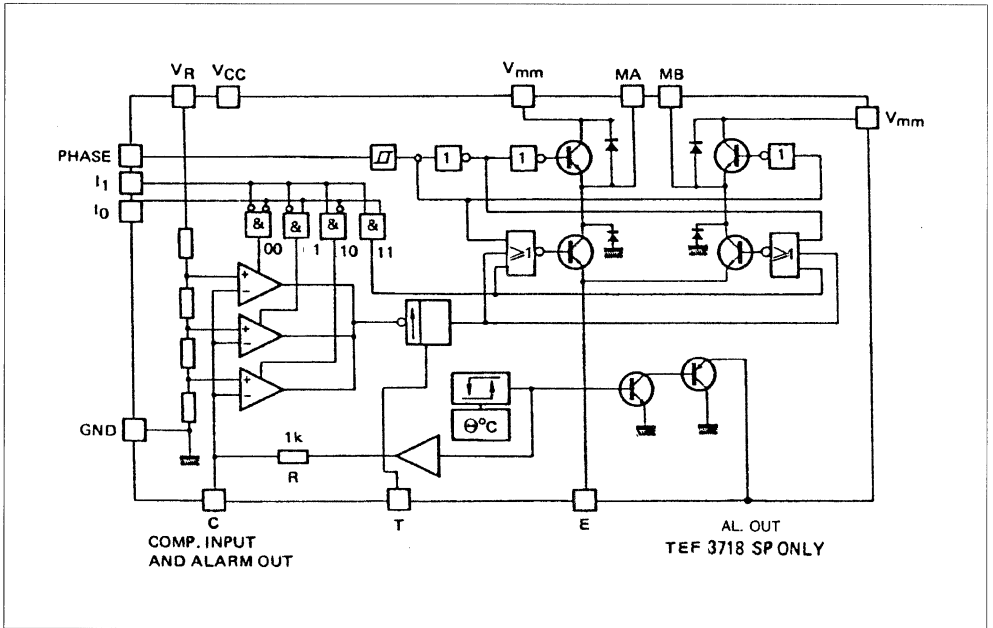 VR VCC Vmm MA MB
Vmm
PHASE
I1
I0
1 1 1
& & & &
00 1 10 11
≥1 ≥1
+
−
+
−
+
−
GND
1k
R
Θ°C
C T E
COMP. INPUT
AND ALARM OUT
AL. OUT
TEF 3718 SP ONLY